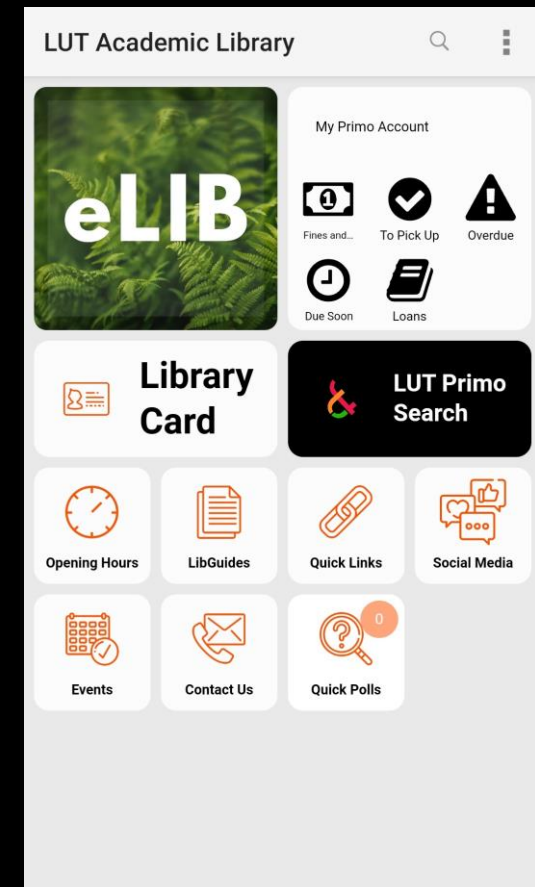 LUT Academic Library
eLIB
My Primo Account
1
Fines and...
To Pick Up
Overdue
Due Soon
Loans
Library
Card
&
LUT Primo
Search
Opening Hours
LibGuides
Quick Links
Social Media
Events
Contact Us
?
0
Quick Polls